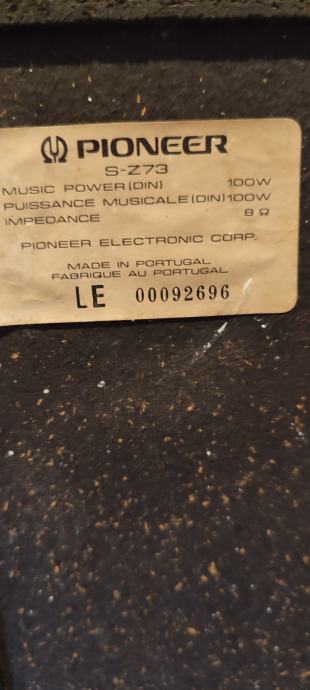 PIONEER
S-Z73
MUSIC POWER (DIN) 100W
PUISSANCE MUSICALE (DIN) 100W
IMPEDANCE 8 Ω
PIONEER ELECTRONIC CORP.
MADE IN PORTUGAL
FABRIQUE AU PORTUGAL
LE 00092696